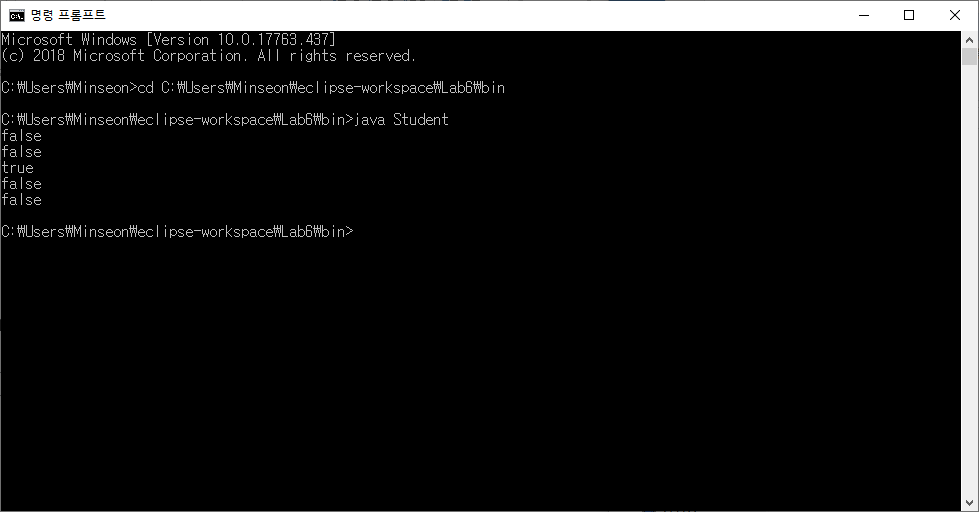 명령 프롬프트
Microsoft Windows [Version 10.0.17763.437]
(c) 2018 Microsoft Corporation. All rights reserved.
C:₩Users₩Minseon>cd C:₩Users₩Minseon₩eclipse-workspace₩Lab6₩bin
C:₩Users₩Minseon₩eclipse-workspace₩Lab6₩bin>java Student
false
false
true
false
false
C:₩Users₩Minseon₩eclipse-workspace₩Lab6₩bin>